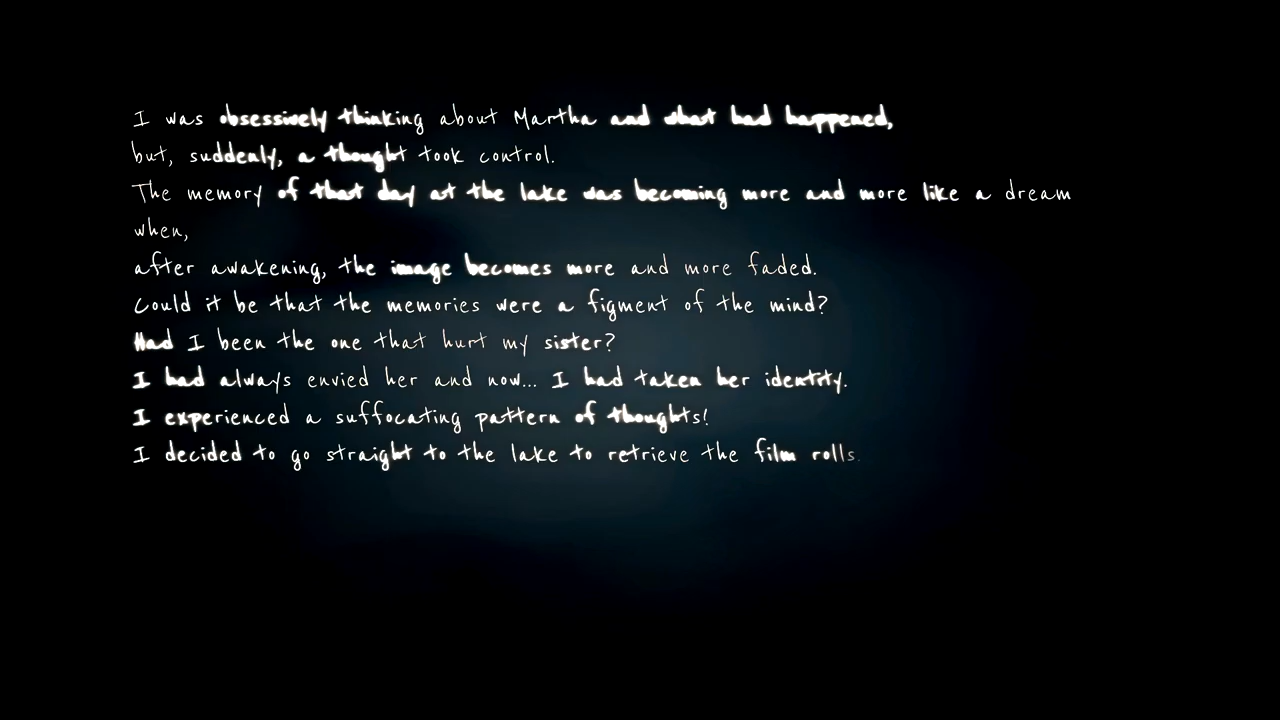 I was obsessively thinking about Martha and what had happened,
but, suddenly, a thought took control.
The memory of that day at the lake was becoming more and more like a dream
when,
after awakening, the image becomes more and more faded.
Could it be that the memories were a figment of the mind?
Had I been the one that hurt my sister?
I had always envied her and now... I had taken her identity.
I experienced a suffocating pattern of thoughts!
I decided to go straight to the lake to retrieve the film rolls.